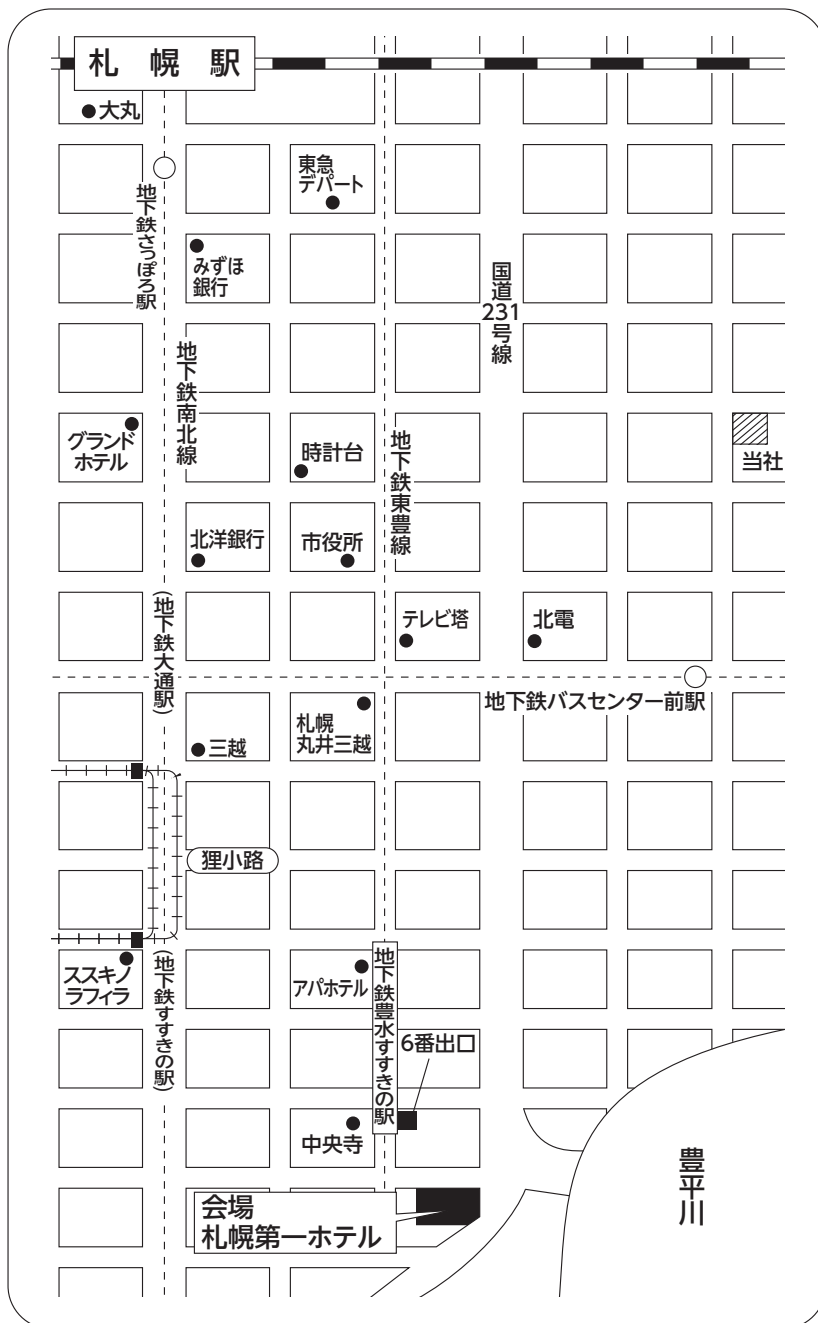 札幌駅
大丸
東急
デパート
地下鉄さっぽろ駅
みずほ
銀行
国道231号線
地下鉄南北線
グランド
ホテル
時計台
地下鉄東豊線
当社
北洋銀行
市役所
(地下鉄大通駅)
テレビ塔
北電
地下鉄バスセンター前駅
札幌
丸井三越
三越
狸小路
ススキノ
ラフィラ
(地下鉄すすきの駅)
アパホテル
地下鉄豊水すすきの駅
6番出口
中央寺
豊平川
会場
札幌第一ホテル